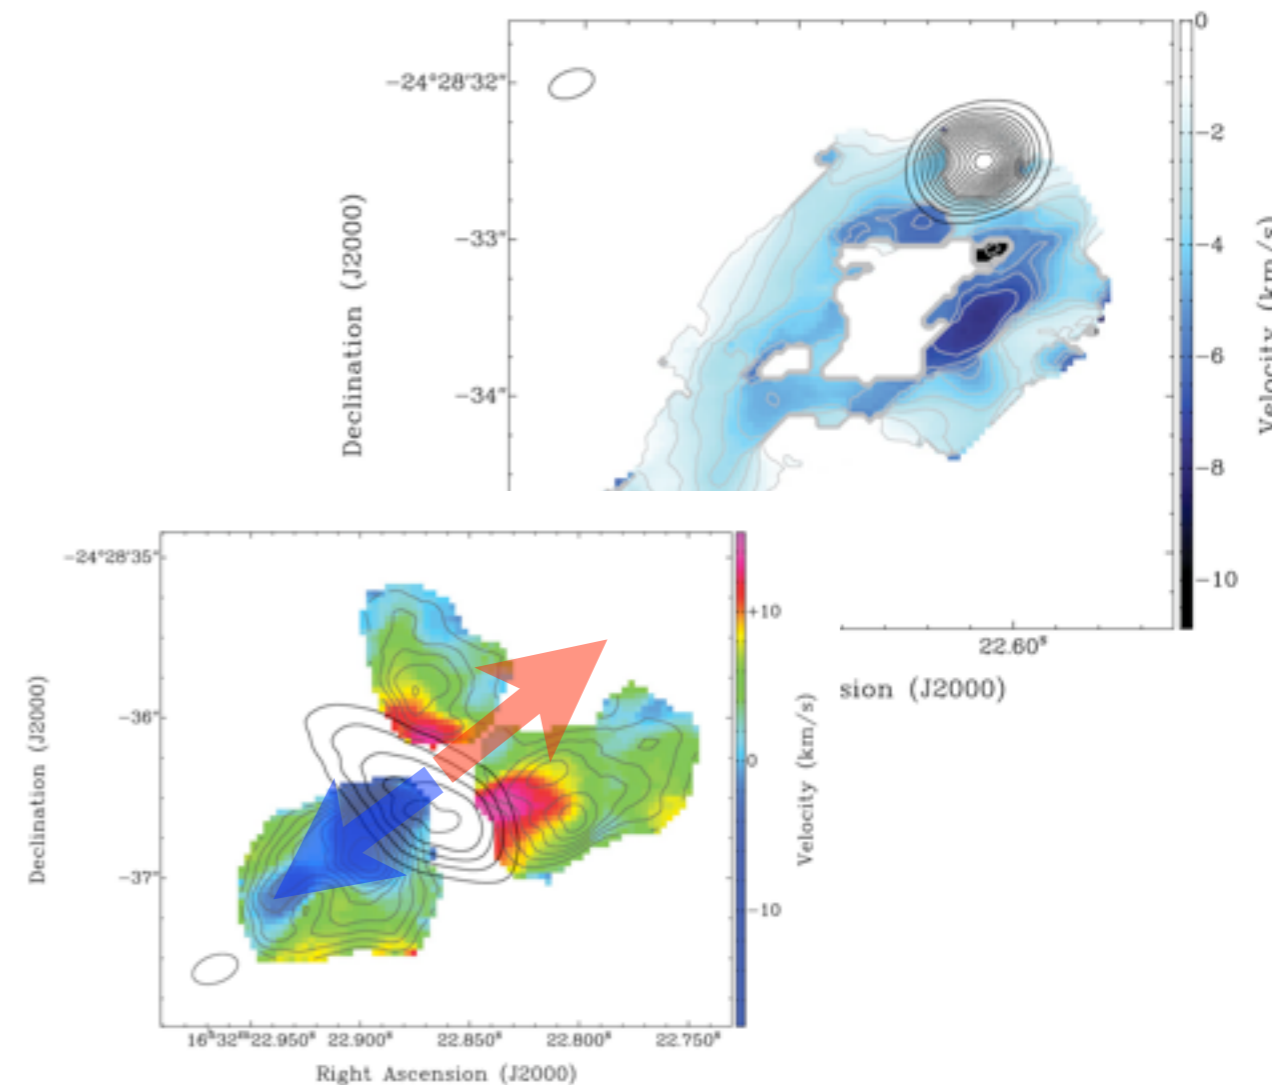 0
−24°28′32″
−2
Declination (J2000)
−33″
−4
Velocity (km/s)
−34″
−6
−8
−10
22.60ˢ
sion (J2000)
−24°28′35″
+10
−36″
Declination (J2000)
0
Velocity (km/s)
−37″
−10
16ʰ32ᵐ22.950ˢ 22.900ˢ 22.850ˢ 22.800ˢ 22.750ˢ
Right Ascension (J2000)